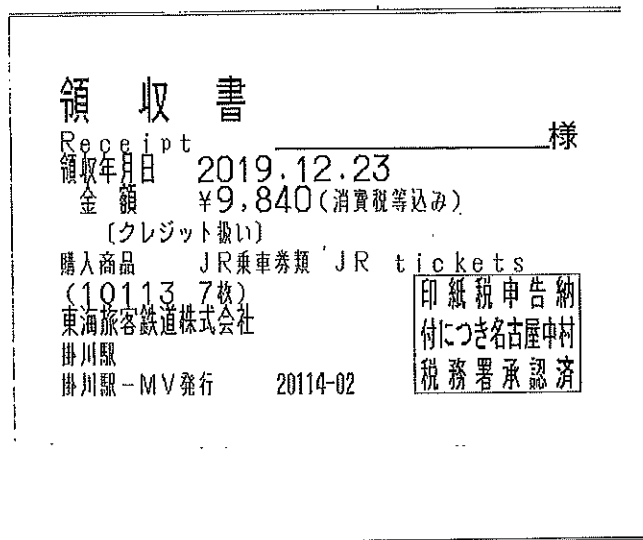 領 収 書
Receipt 様
領収年月日 2019.12.23
金 額 ¥9,840(消費税等込み)
〔クレジット扱い〕
購入商品 JR乗車券類 JR tickets
(10113 7枚)
東海旅客鉄道株式会社
掛川駅
掛川駅-MV発行 20114-02
印紙税申告納
付につき名古屋中村
税務署承認済